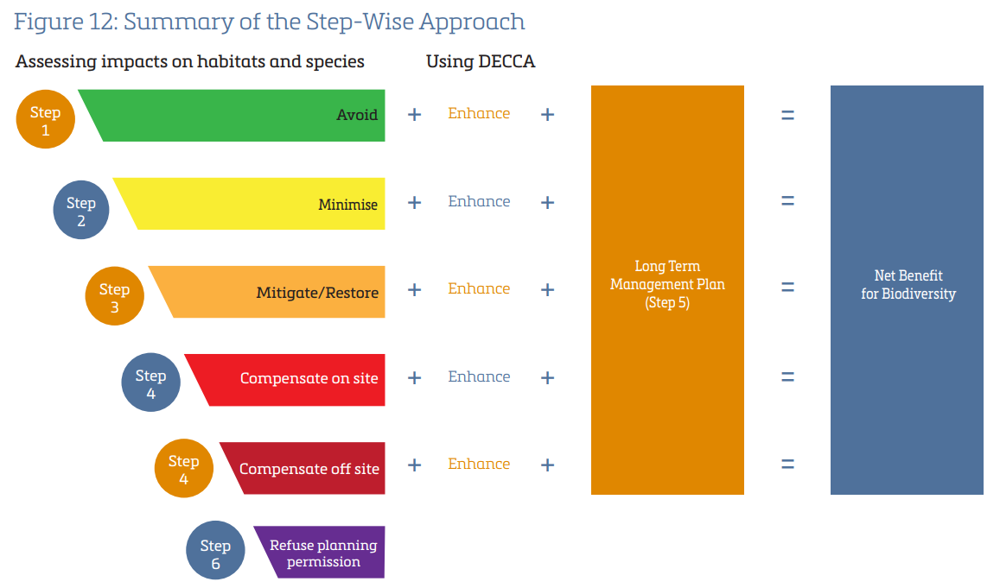 Figure 12: Summary of the Step-Wise Approach
Assessing impacts on habitats and species
Using DECCA
Step
1
Avoid
+ Enhance + =
Step
2
Minimise
+ Enhance + =
Step
3
Mitigate/Restore
+ Enhance + =
Step
4
Compensate on site
+ Enhance + =
Step
4
Compensate off site
+ Enhance + =
Step
6
Refuse planning
permission
Long Term
Management Plan
(Step 5)
Net Benefit
for Biodiversity